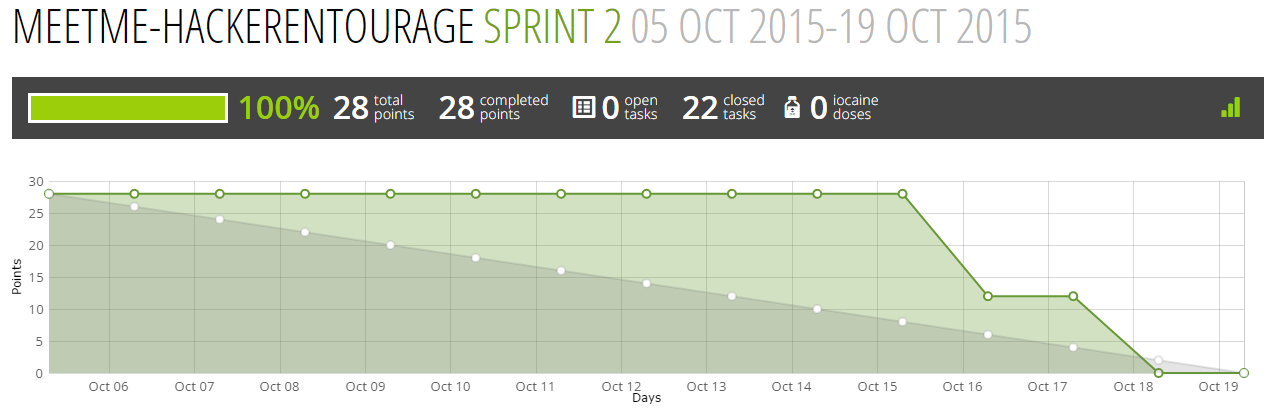 MEETME-HACKERENTOURAGE SPRINT 2 05 OCT 2015-19 OCT 2015
100% 28 total points 28 completed points 0 open tasks 22 closed tasks 0 iocaine doses
30
25
20
15
10
5
0
Points
Oct 06 Oct 07 Oct 08 Oct 09 Oct 10 Oct 11 Oct 12 Oct 13 Oct 14 Oct 15 Oct 16 Oct 17 Oct 18 Oct 19
Days